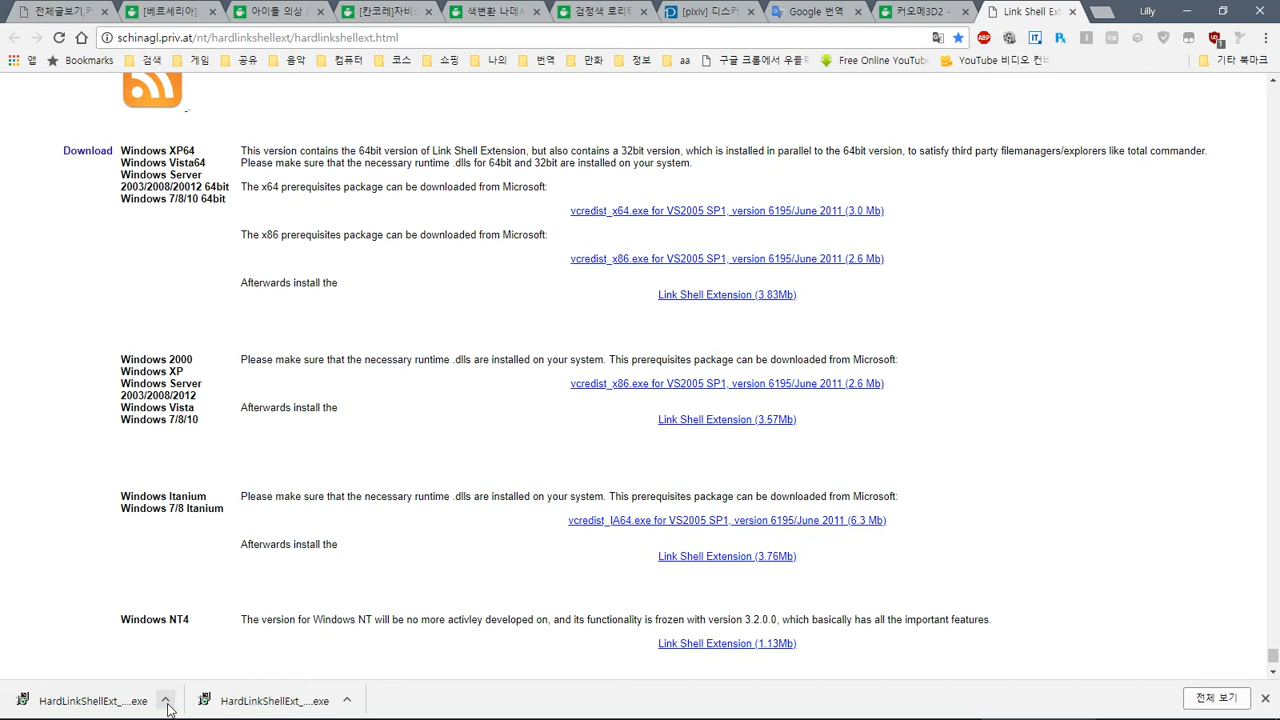 전체글보기 카
[베르세리아]
아이돌 의상 (
[칸코레]자비
색변환 나데
검정색 로리타
[pixiv] 디스커
Google 번역
커오메3D2 -
Link Shell Ext
Lilly
schinagl.priv.at/nt/hardlinkshellext/hardlinkshellext.html
앱 Bookmarks 검색 게임 공유 음악 컴퓨터 코스 쇼핑 나의 번역 만화 정보 aa 구글 크롬에서 우플 Free Online YouTub YouTube 비디오 컨 기타 북마크
Download Windows XP64 This version contains the 64bit version of Link Shell Extension, but also contains a 32bit version, which is installed in parallel to the 64bit version, to satisfy third party filemanagers/explorers like total commander.
Windows Vista64 Please make sure that the necessary runtime .dlls for 64bit and 32bit are installed on your system.
Windows Server
2003/2008/20012 64bit The x64 prerequisites package can be downloaded from Microsoft:
Windows 7/8/10 64bit
vcredist_x64.exe for VS2005 SP1, version 6195/June 2011 (3.0 Mb)
The x86 prerequisites package can be downloaded from Microsoft:
vcredist_x86.exe for VS2005 SP1, version 6195/June 2011 (2.6 Mb)
Afterwards install the
Link Shell Extension (3.83Mb)
Windows 2000 Please make sure that the necessary runtime .dlls are installed on your system. This prerequisites package can be downloaded from Microsoft:
Windows XP
Windows Server vcredist_x86.exe for VS2005 SP1, version 6195/June 2011 (2.6 Mb)
2003/2008/2012
Windows Vista Afterwards install the
Windows 7/8/10 Link Shell Extension (3.57Mb)
Windows Itanium Please make sure that the necessary runtime .dlls are installed on your system. This prerequisites package can be downloaded from Microsoft:
Windows 7/8 Itanium
vcredist_IA64.exe for VS2005 SP1, version 6195/June 2011 (6.3 Mb)
Afterwards install the
Link Shell Extension (3.76Mb)
Windows NT4 The version for Windows NT will be no more activley developed on, and its functionality is frozen with version 3.2.0.0, which basically has all the important features.
Link Shell Extension (1.13Mb)
HardLinkShellExt_....exe HardLinkShellExt_....exe 전체 보기